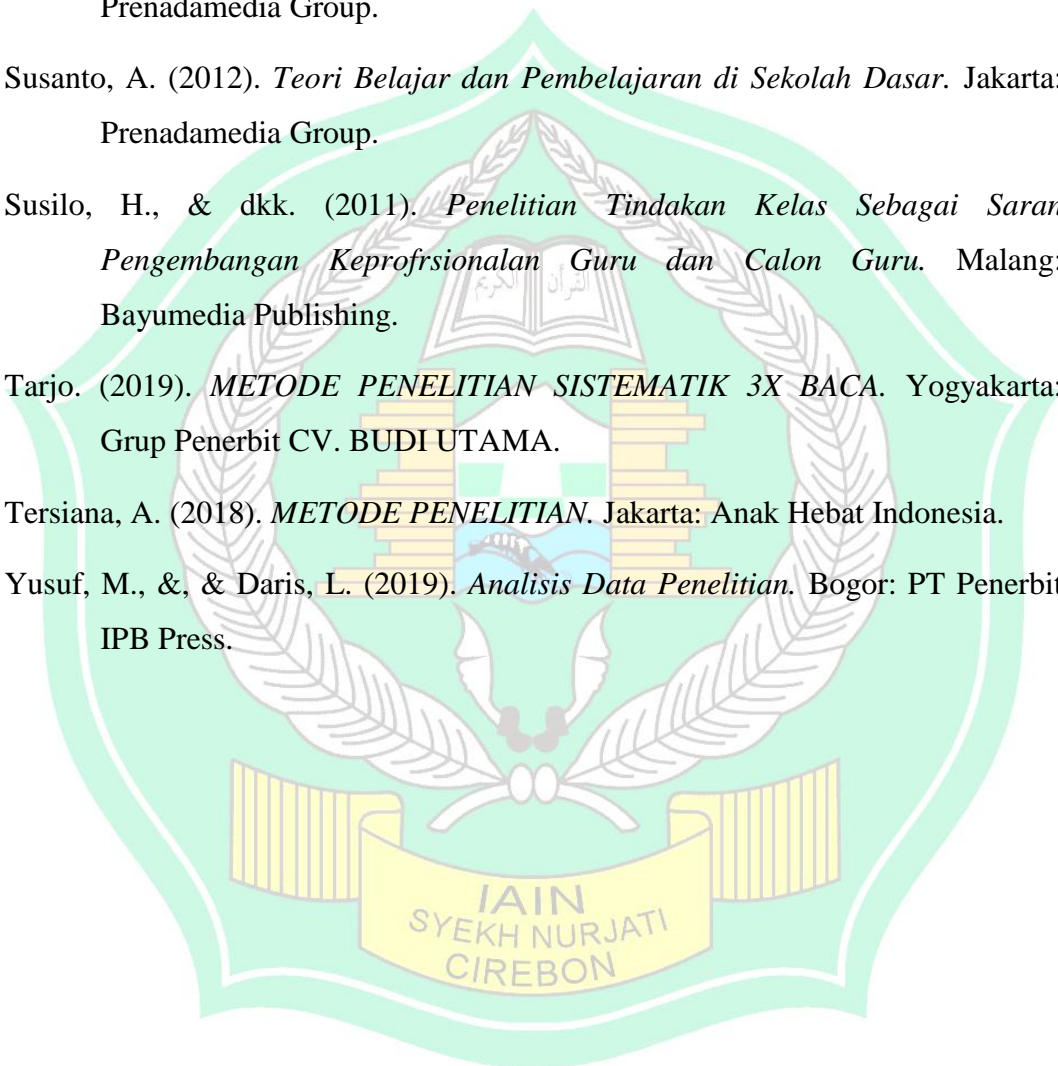 Prenadamedia Group.
Susanto, A. (2012). Teori Belajar dan Pembelajaran di Sekolah Dasar. Jakarta:
Prenadamedia Group.
Susilo, H., & dkk. (2011). Penelitian Tindakan Kelas Sebagai Saran
Pengembangan Keprofrsionalan Guru dan Calon Guru. Malang:
Bayumedia Publishing.
Tarjo. (2019). METODE PENELITIAN SISTEMATIK 3X BACA. Yogyakarta:
Grup Penerbit CV. BUDI UTAMA.
Tersiana, A. (2018). METODE PENELITIAN. Jakarta: Anak Hebat Indonesia.
Yusuf, M., &, & Daris, L. (2019). Analisis Data Penelitian. Bogor: PT Penerbit
IPB Press.
القرآن الكريم
IAIN
SYEKH NURJATI
CIREBON